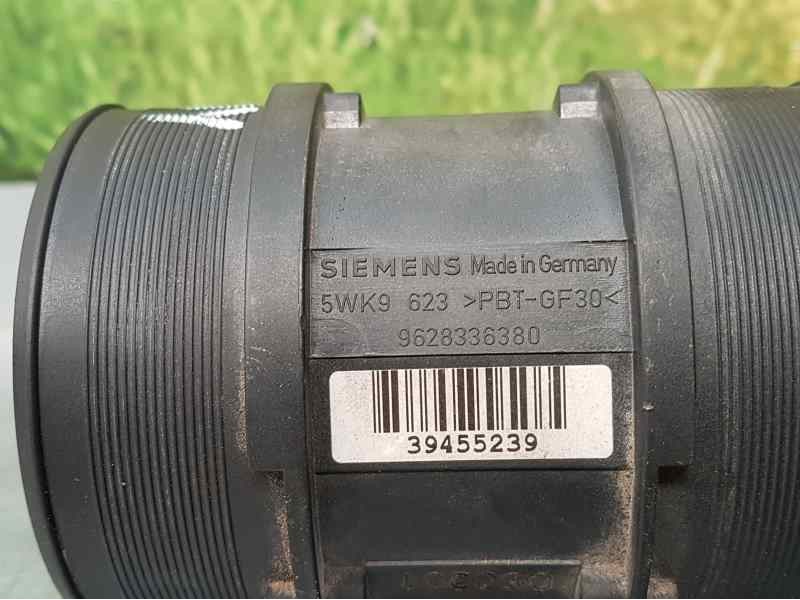 SIEMENS Made in Germany
5WK9 623 >PBT-GF30<
9628336380
39455239